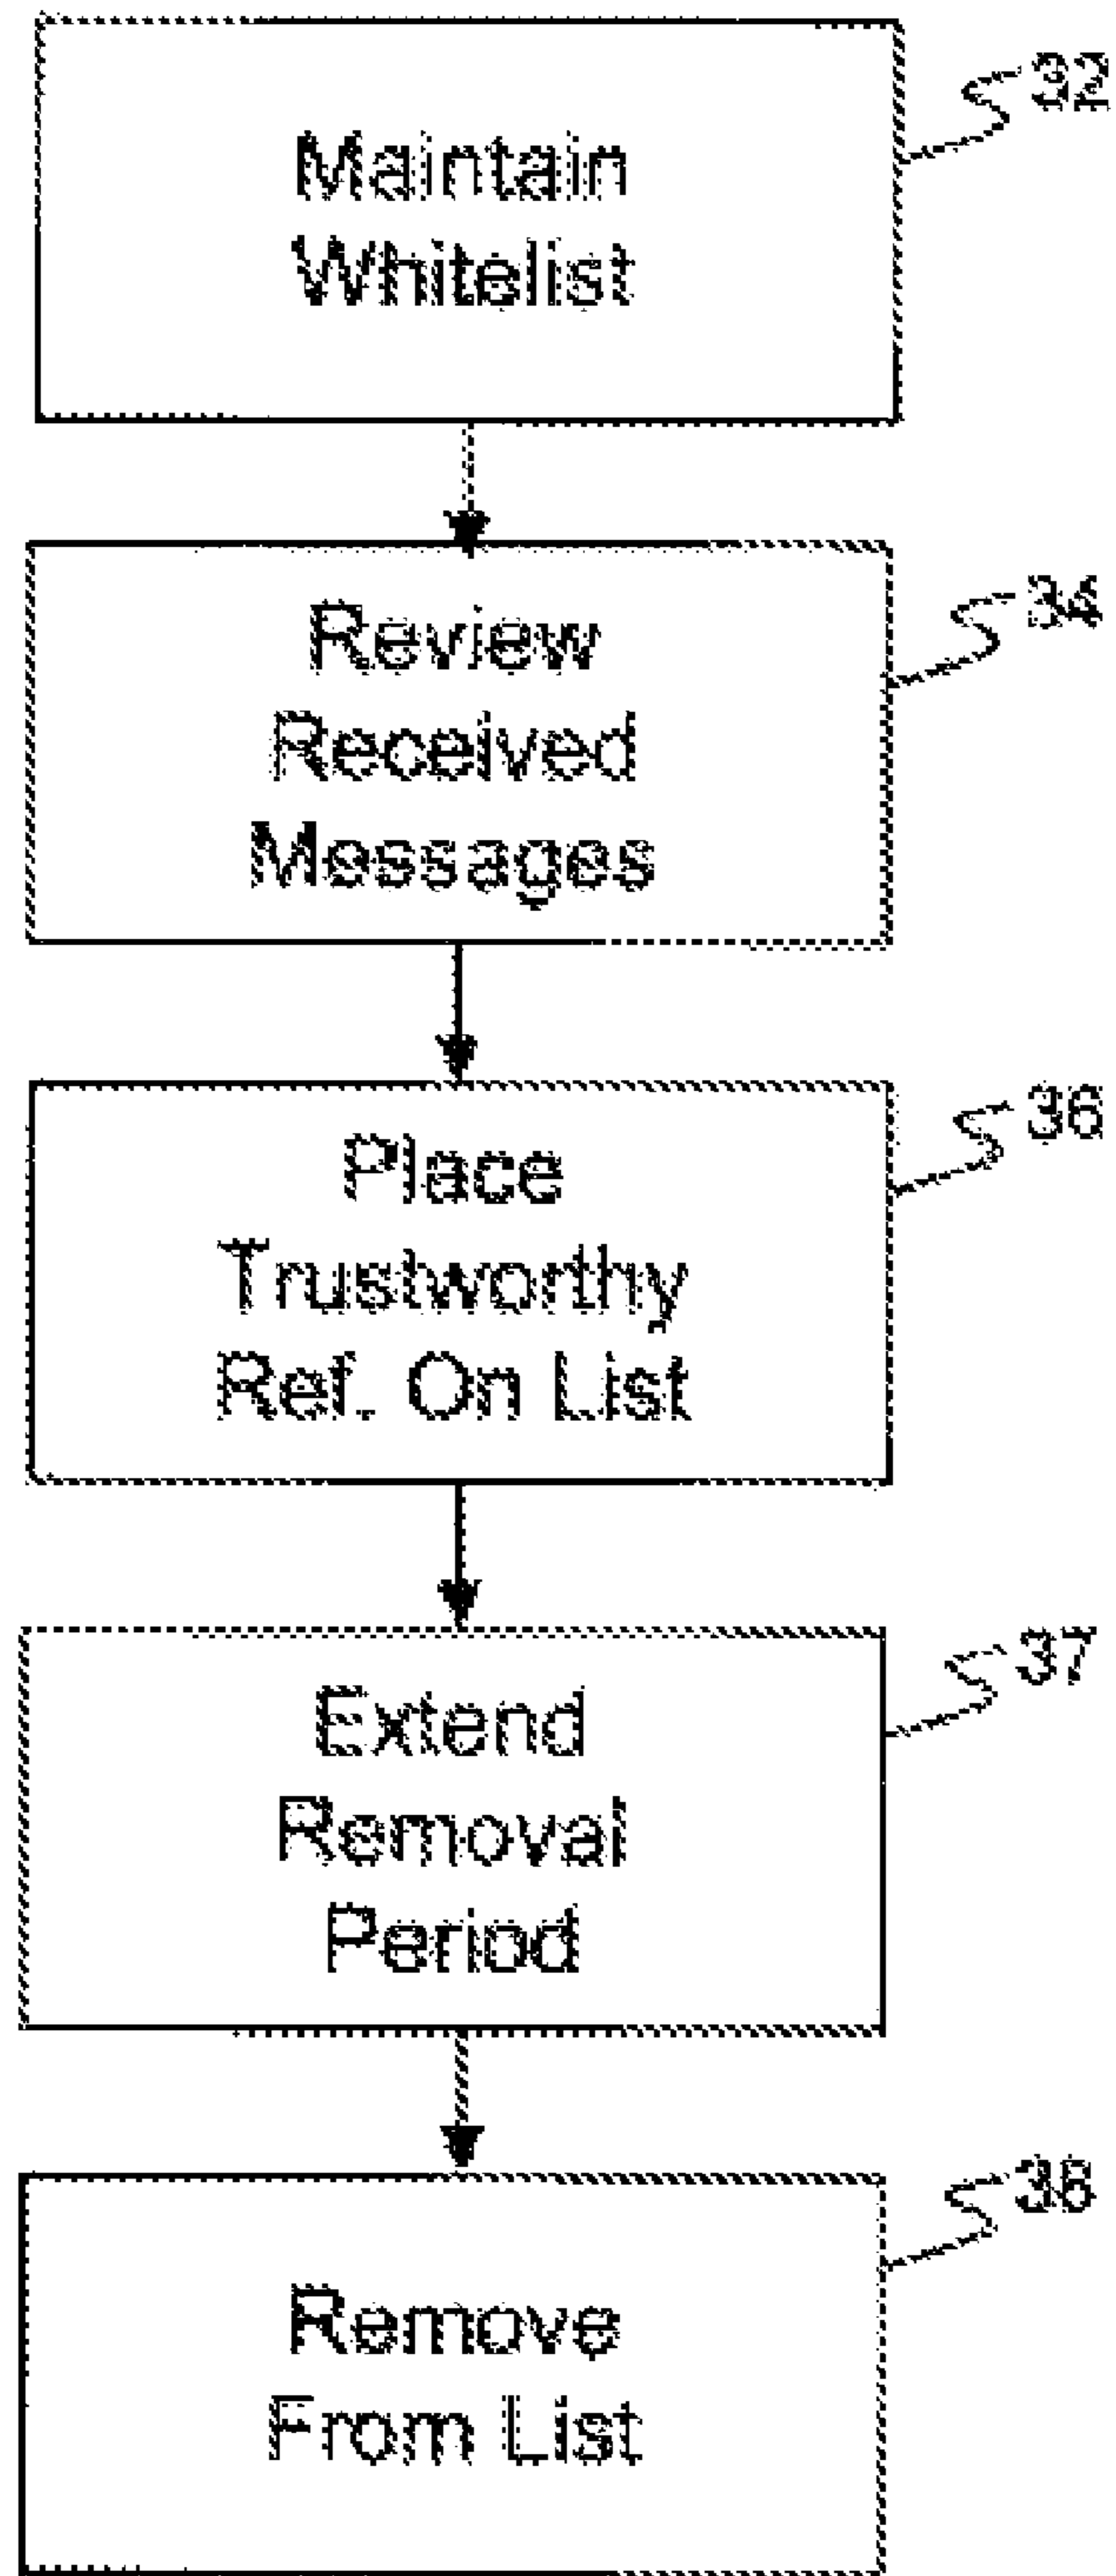 Maintain
Whitelist
32
Review
Received
Messages
34
Place
Trustworthy
Ref. On List
36
Extend
Removal
Period
37
Remove
From List
38